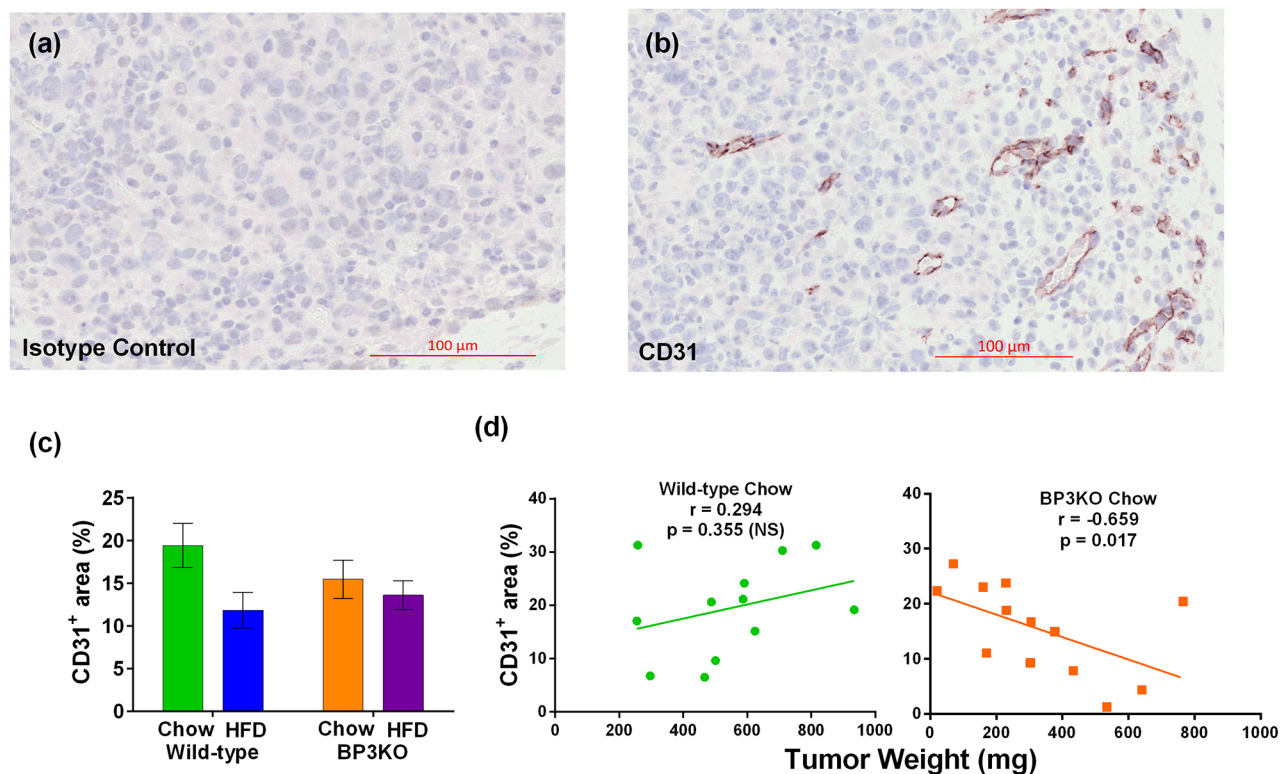 (a)
Isotype Control
100 µm
(b)
CD31
100 µm
(c)
CD31+ area (%)
25
20
15
10
5
0
Chow HFD Chow HFD
Wild-type BP3KO
(d)
CD31+ area (%)
Wild-type Chow
r = 0.294
p = 0.355 (NS)
40
30
20
10
0
0 200 400 600 800 1000
BP3KO Chow
r = -0.659
p = 0.017
40
30
20
10
0
0 200 400 600 800 1000
Tumor Weight (mg)